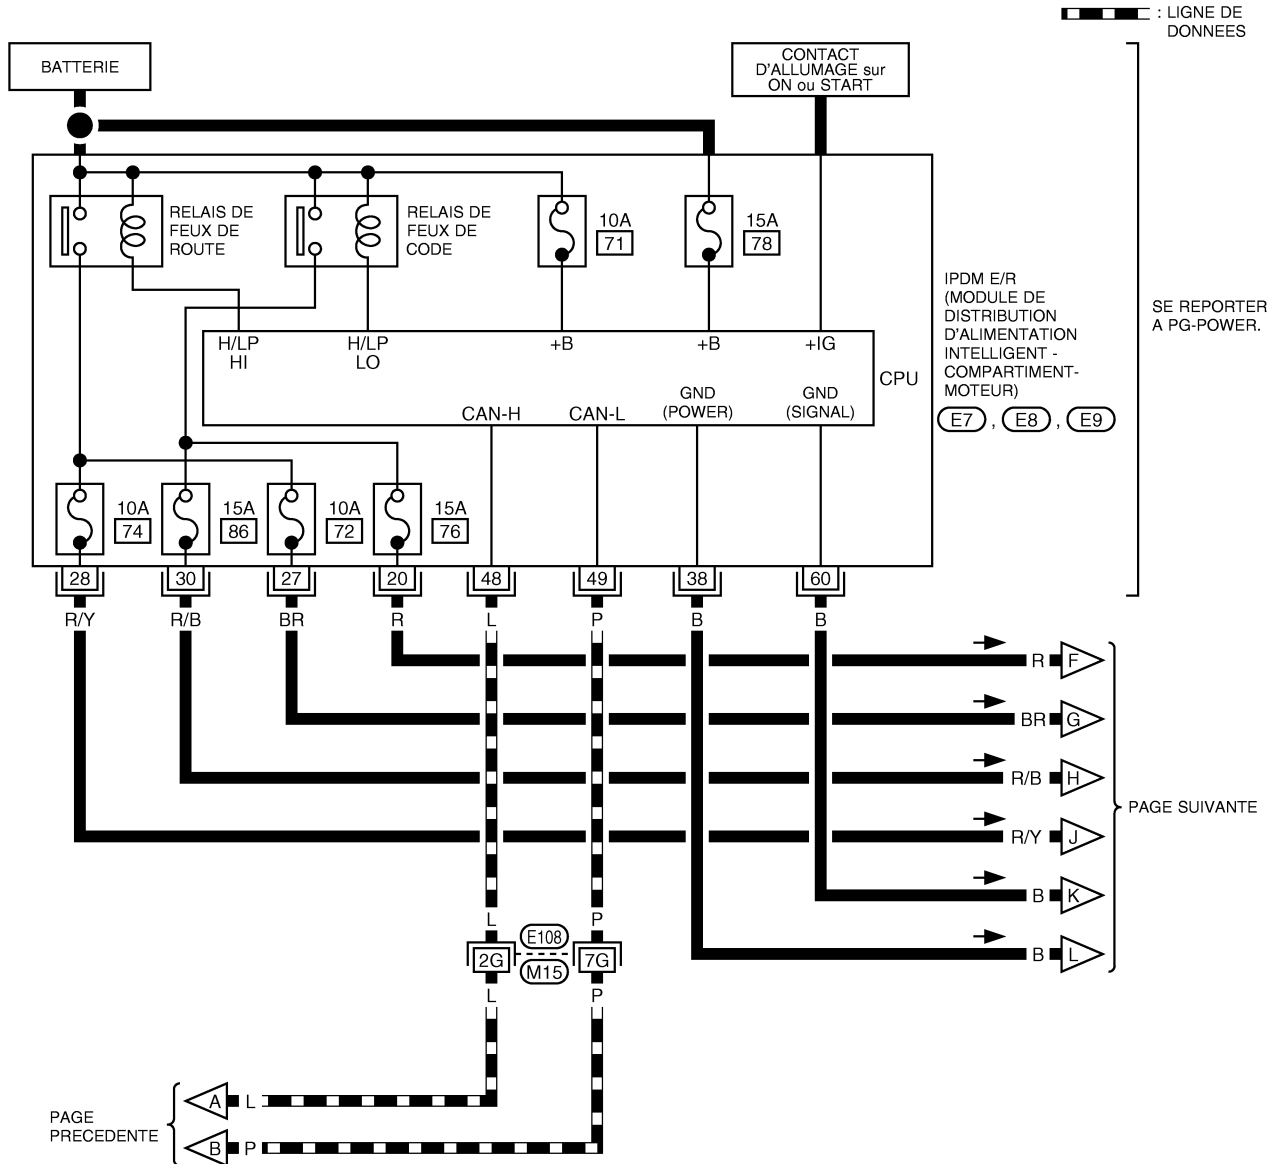 : LIGNE DE
DONNEES
BATTERIE
CONTACT
D'ALLUMAGE sur
ON ou START
RELAIS DE
FEUX DE
ROUTE
RELAIS DE
FEUX DE
CODE
10A
71
15A
78
IPDM E/R
(MODULE DE
DISTRIBUTION
D'ALIMENTATION
INTELLIGENT -
COMPARTIMENT-
MOTEUR)
E7 , E8 , E9
SE REPORTER
A PG-POWER.
H/LP
HI
H/LP
LO
+B
+B
+IG
CPU
CAN-H
CAN-L
GND
(POWER)
GND
(SIGNAL)
10A
74
15A
86
10A
72
15A
76
28
30
27
20
48
49
38
60
R/Y
R/B
BR
R
L
P
B
B
R F
BR G
R/B H
R/Y J
B K
B L
PAGE SUIVANTE
L
P
E108
2G
7G
M15
L
P
A L
B P
PAGE
PRECEDENTE